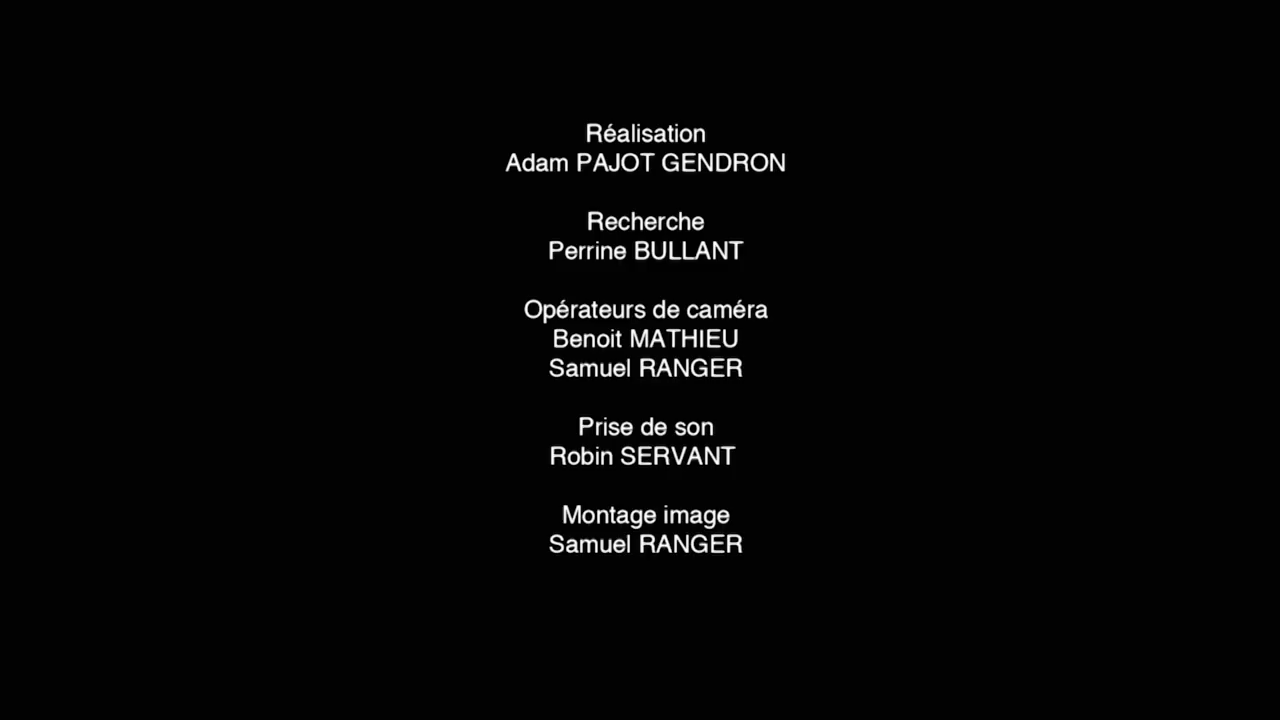 Réalisation
Adam PAJOT GENDRON
Recherche
Perrine BULLANT
Opérateurs de caméra
Benoit MATHIEU
Samuel RANGER
Prise de son
Robin SERVANT
Montage image
Samuel RANGER